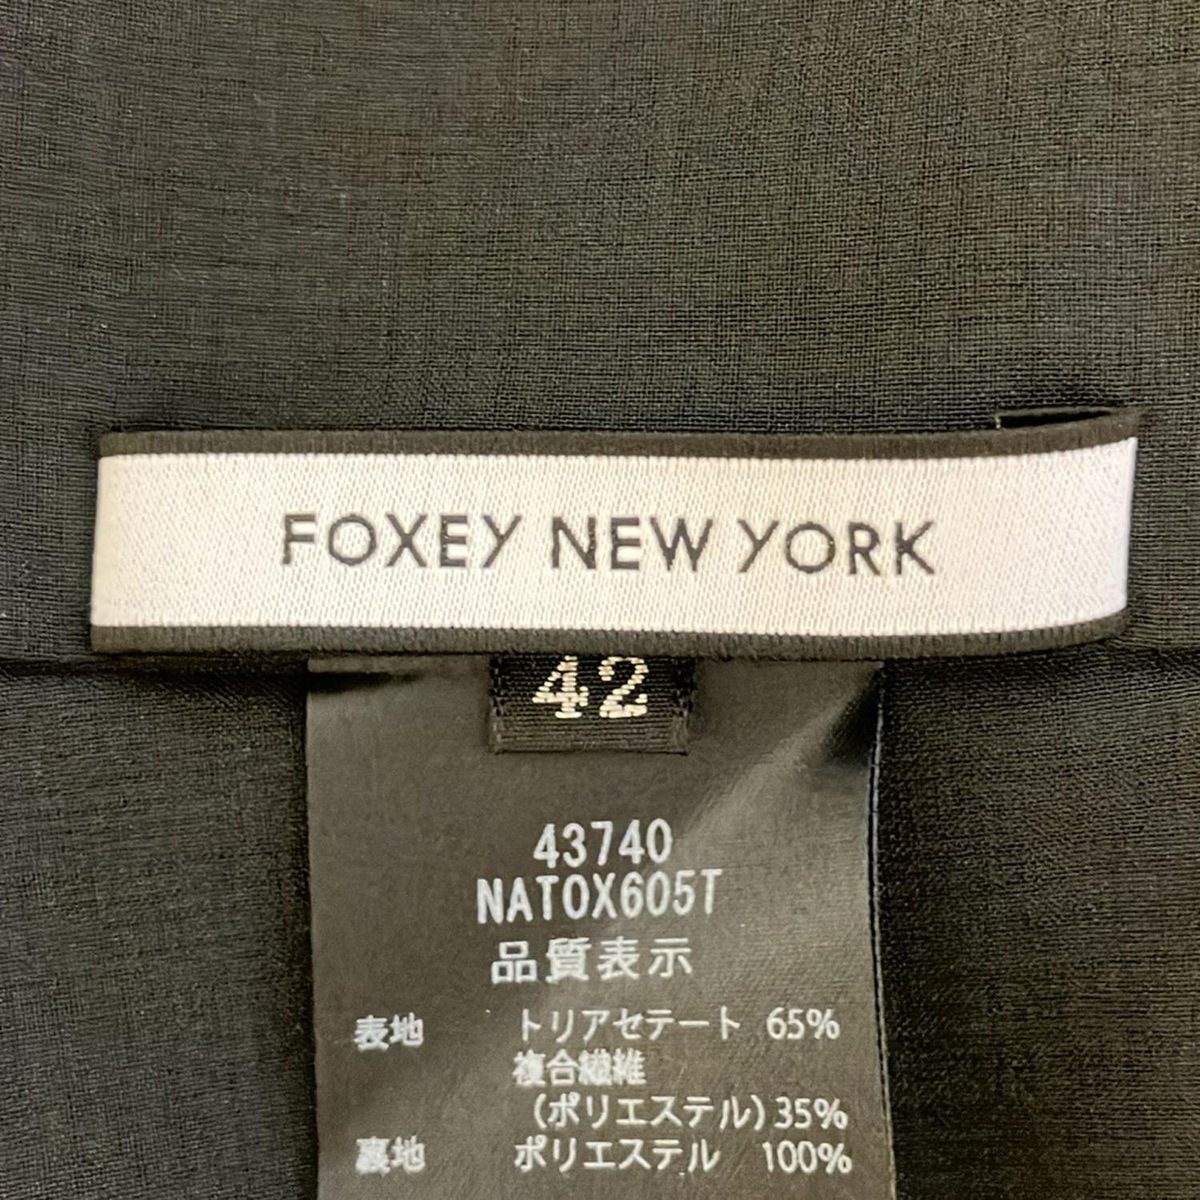 FOXEY NEW YORK
42
43740
NATOX605T
品質表示
表地 トリアセテート 65%
複合繊維
(ポリエステル) 35%
裏地 ポリエステル 100%